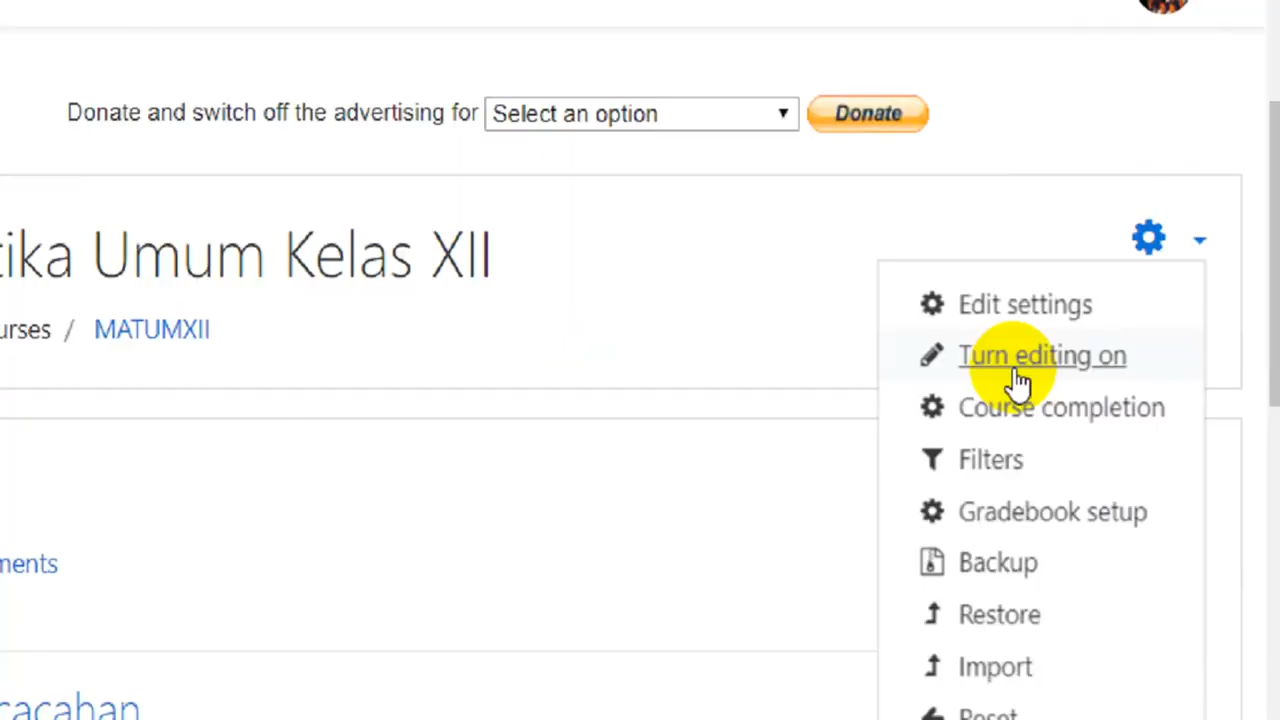 Donate and switch off the advertising for Select an option Donate
tika Umum Kelas XII
urses / MATUMXII
Edit settings
Turn editing on
Course completion
Filters
Gradebook setup
Backup
Restore
Import
Reset
ments
cacahan